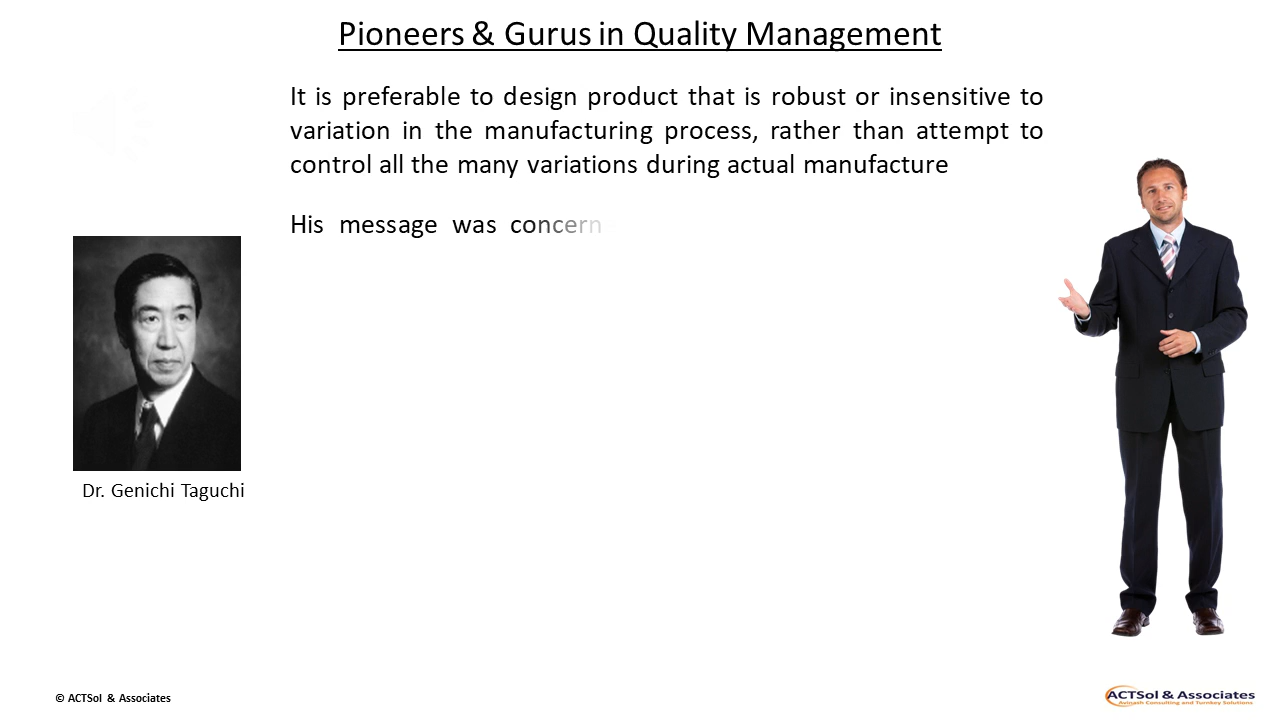 Pioneers & Gurus in Quality Management
It is preferable to design product that is robust or insensitive to
variation in the manufacturing process, rather than attempt to
control all the many variations during actual manufacture
His message was concern
Dr. Genichi Taguchi
© ACTSol & Associates
ACTSol & Associates
Avinash Consulting and Turnkey Solutions